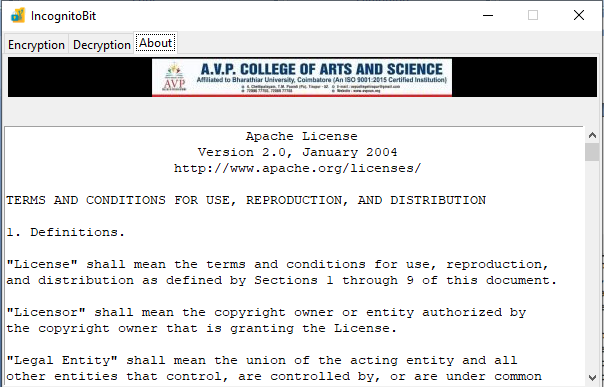 IncognitoBit
Encryption Decryption About
A.V.P. COLLEGE OF ARTS AND SCIENCE
Affiliated to Bharathiar University, Coimbatore (An ISO 9001:2015 Certified Institution)
AVP
Apache License
Version 2.0, January 2004
http://www.apache.org/licenses/
TERMS AND CONDITIONS FOR USE, REPRODUCTION, AND DISTRIBUTION
1. Definitions.
"License" shall mean the terms and conditions for use, reproduction,
and distribution as defined by Sections 1 through 9 of this document.
"Licensor" shall mean the copyright owner or entity authorized by
the copyright owner that is granting the License.
"Legal Entity" shall mean the union of the acting entity and all
other entities that control, are controlled by, or are under common